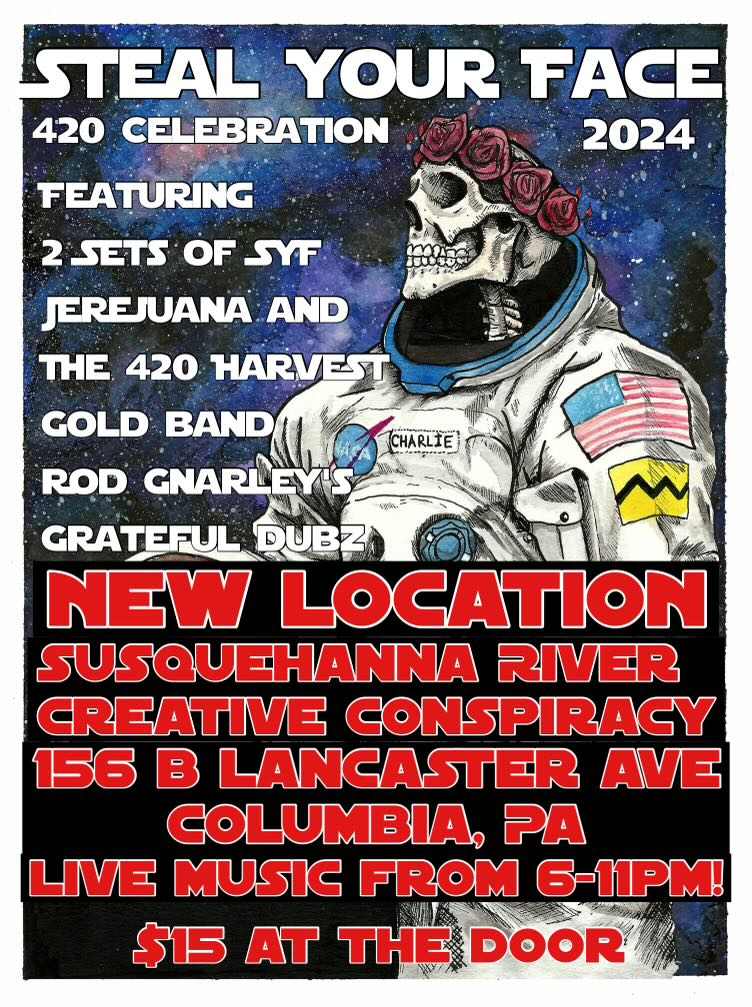 STEAL YOUR FACE
420 CELEBRATION 2024
FEATURING
2 SETS OF SYF
JEREJUANA AND
THE 420 HARVEST
GOLD BAND
ROD GNARLEY'S
GRATEFUL DUBZ
NASA
CHARLIE
NEW LOCATION
SUSQUEHANNA RIVER
CREATIVE CONSPIRACY
156 B LANCASTER AVE
COLUMBIA, PA
LIVE MUSIC FROM 6-11PM!
$15 AT THE DOOR